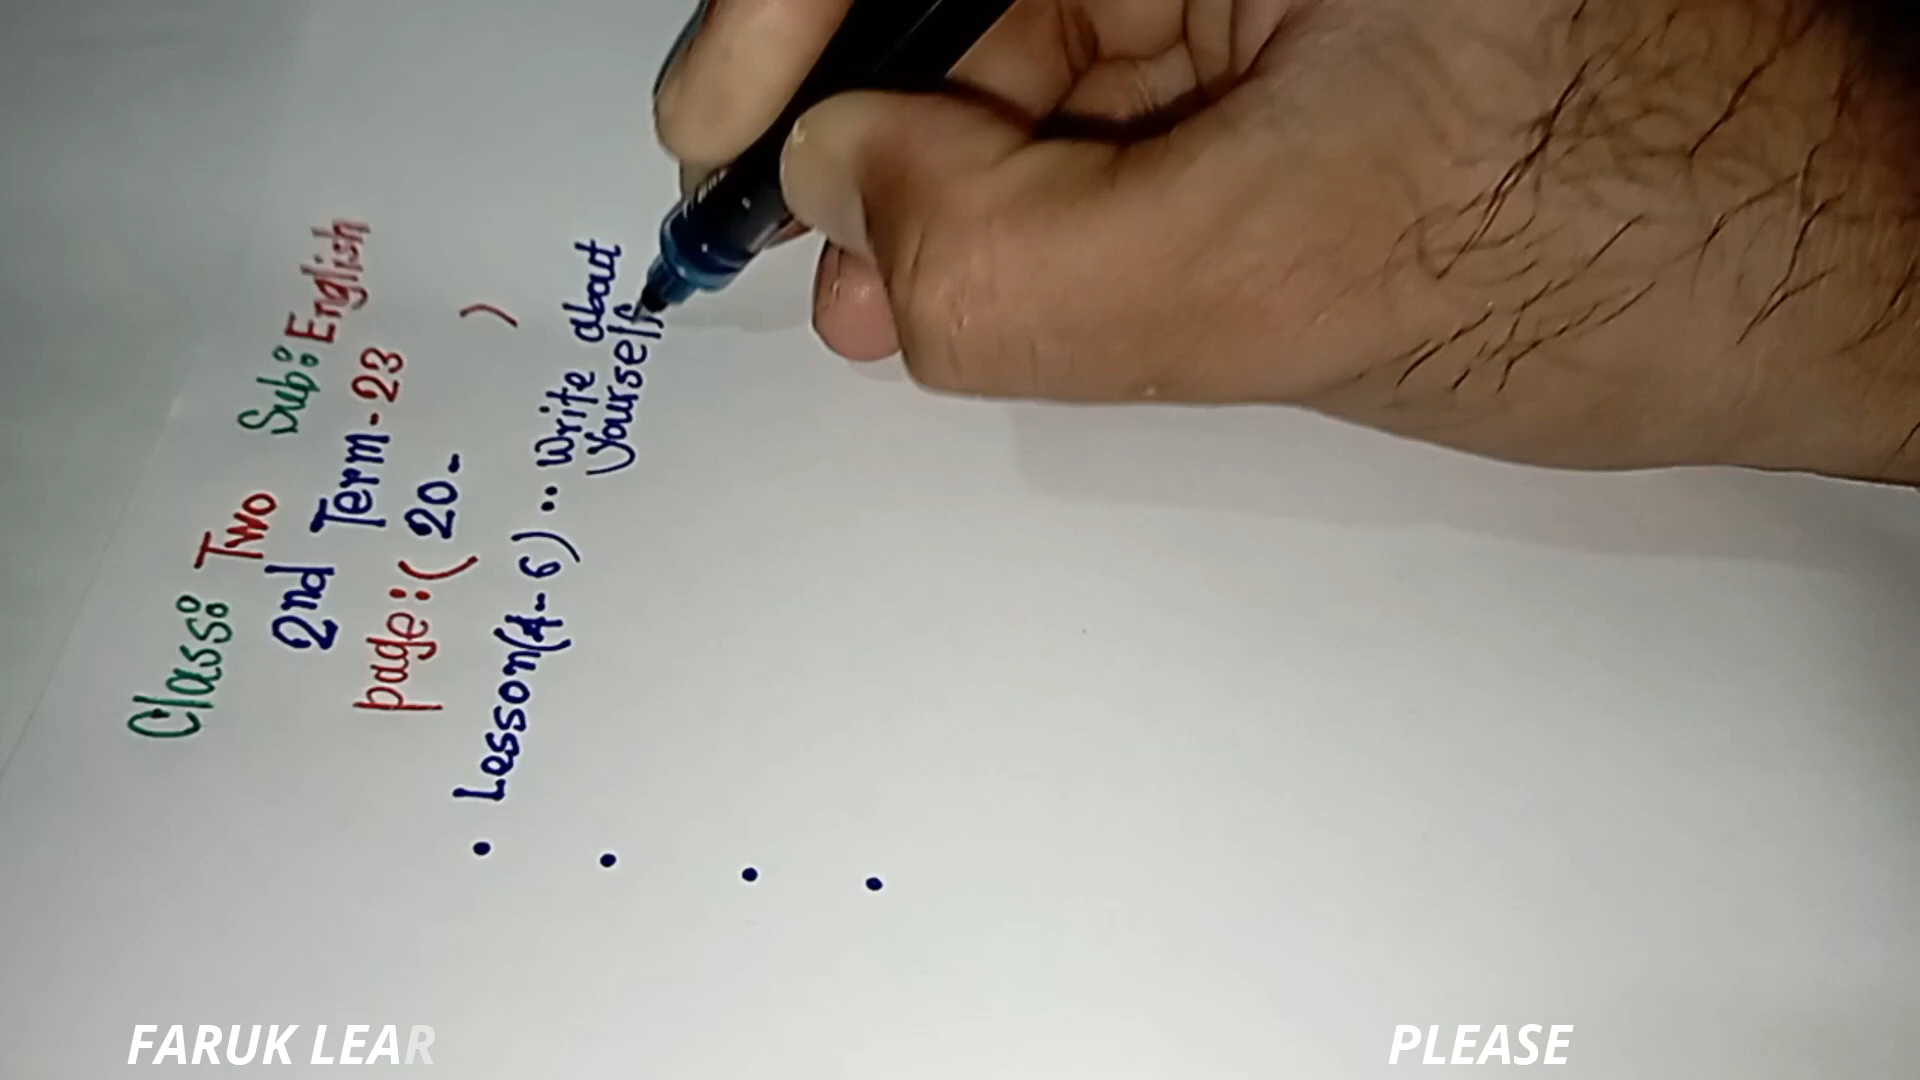 Class: Two Sub: English
2nd Term - 23
page: ( 20 - )
• Lesson (4-6) .. Write about
yourself
•
•
•
FARUK LEAR
PLEASE